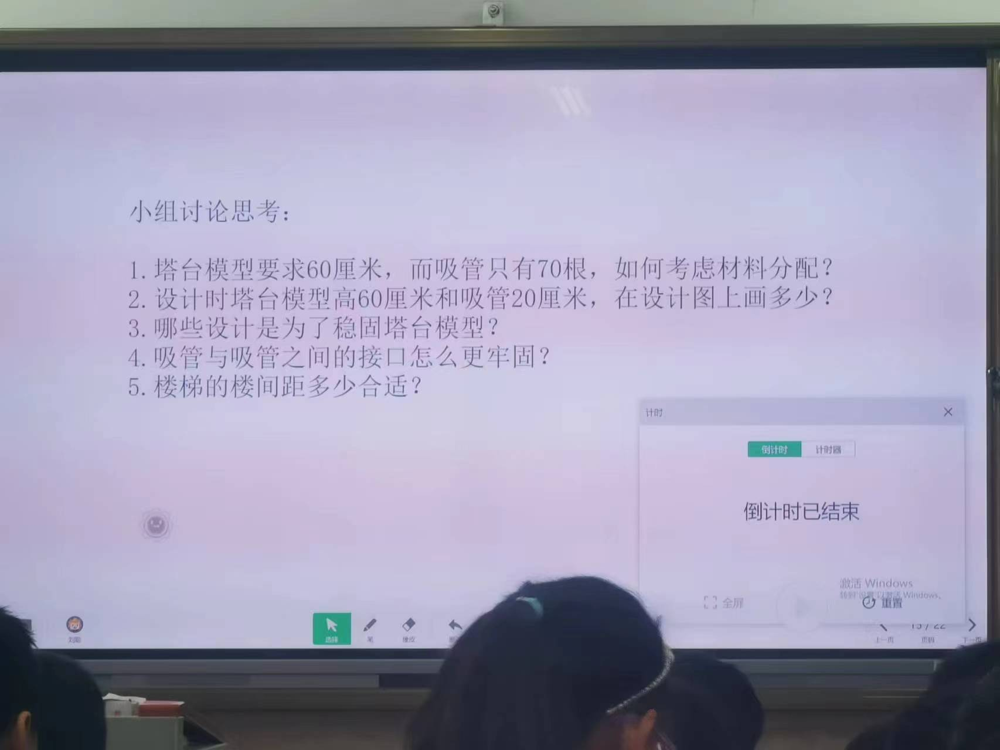 小组讨论思考：
1. 塔台模型要求60厘米，而吸管只有70根，如何考虑材料分配？
2. 设计时塔台模型高60厘米和吸管20厘米，在设计图上画多少？
3. 哪些设计是为了稳固塔台模型？
4. 吸管与吸管之间的接口怎么更牢固？
5. 楼梯的楼间距多少合适？
计时
倒计时 计时器
倒计时已结束
激活 Windows
全屏
重置
选择 笔 橡皮
上一页 页码 下一页